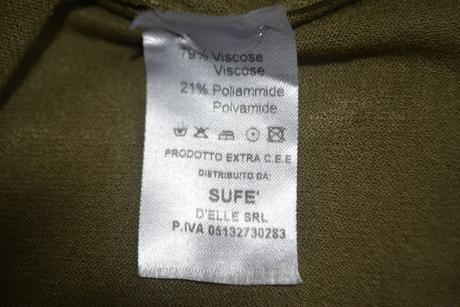 79% Viscosa
Viscose
21% Poliammide
Polyamide
PRODOTTO EXTRA C.E.E.
DISTRIBUITO DA:
SUFE'
D'ELLE SRL
P.IVA 05132730283